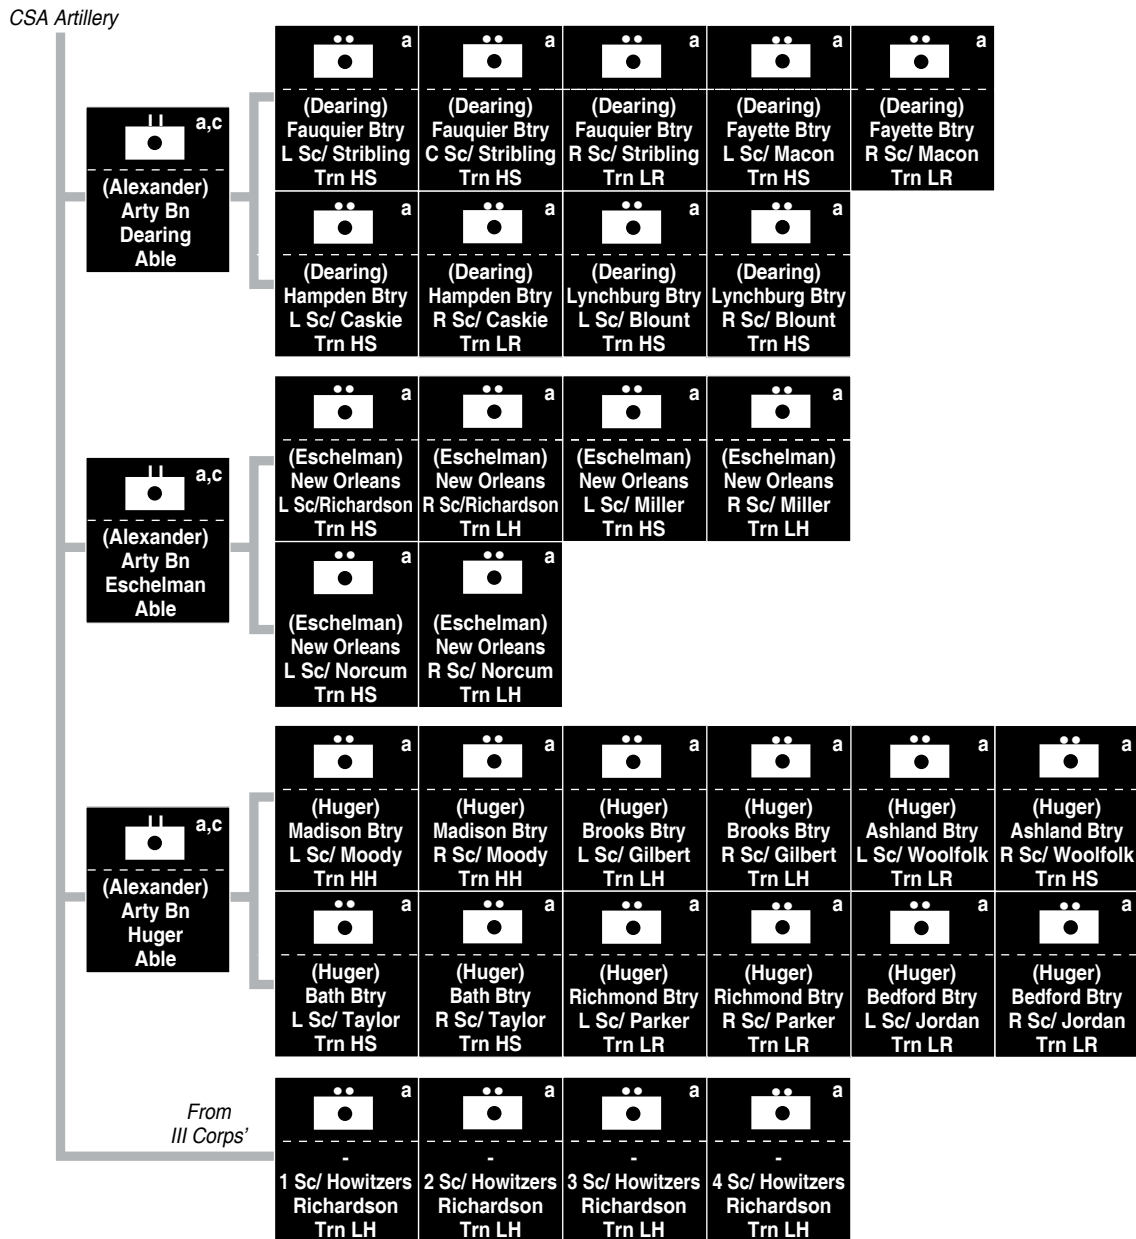 CSA Artillery
a,c
(Alexander)
Arty Bn
Dearing
Able
a
(Dearing)
Fauquier Btry
L Sc/ Stribling
Trn HS
a
(Dearing)
Fauquier Btry
C Sc/ Stribling
Trn HS
a
(Dearing)
Fauquier Btry
R Sc/ Stribling
Trn LR
a
(Dearing)
Fayette Btry
L Sc/ Macon
Trn HS
a
(Dearing)
Fayette Btry
R Sc/ Macon
Trn LR
a
(Dearing)
Hampden Btry
L Sc/ Caskie
Trn HS
a
(Dearing)
Hampden Btry
R Sc/ Caskie
Trn LR
a
(Dearing)
Lynchburg Btry
L Sc/ Blount
Trn HS
a
(Dearing)
Lynchburg Btry
R Sc/ Blount
Trn HS
a,c
(Alexander)
Arty Bn
Eschelman
Able
a
(Eschelman)
New Orleans
L Sc/Richardson
Trn HS
a
(Eschelman)
New Orleans
R Sc/Richardson
Trn LH
a
(Eschelman)
New Orleans
L Sc/ Miller
Trn HS
a
(Eschelman)
New Orleans
R Sc/ Miller
Trn LH
a
(Eschelman)
New Orleans
L Sc/ Norcum
Trn HS
a
(Eschelman)
New Orleans
R Sc/ Norcum
Trn LH
a,c
(Alexander)
Arty Bn
Huger
Able
a
(Huger)
Madison Btry
L Sc/ Moody
Trn HH
a
(Huger)
Madison Btry
R Sc/ Moody
Trn HH
a
(Huger)
Brooks Btry
L Sc/ Gilbert
Trn LH
a
(Huger)
Brooks Btry
R Sc/ Gilbert
Trn LH
a
(Huger)
Ashland Btry
L Sc/ Woolfolk
Trn LR
a
(Huger)
Ashland Btry
R Sc/ Woolfolk
Trn HS
a
(Huger)
Bath Btry
L Sc/ Taylor
Trn HS
a
(Huger)
Bath Btry
R Sc/ Taylor
Trn HS
a
(Huger)
Richmond Btry
L Sc/ Parker
Trn LR
a
(Huger)
Richmond Btry
R Sc/ Parker
Trn LR
a
(Huger)
Bedford Btry
L Sc/ Jordan
Trn LR
a
(Huger)
Bedford Btry
R Sc/ Jordan
Trn LR
From
III Corps'
a
-
1 Sc/ Howitzers
Richardson
Trn LH
a
-
2 Sc/ Howitzers
Richardson
Trn LH
a
-
3 Sc/ Howitzers
Richardson
Trn LH
a
-
4 Sc/ Howitzers
Richardson
Trn LH